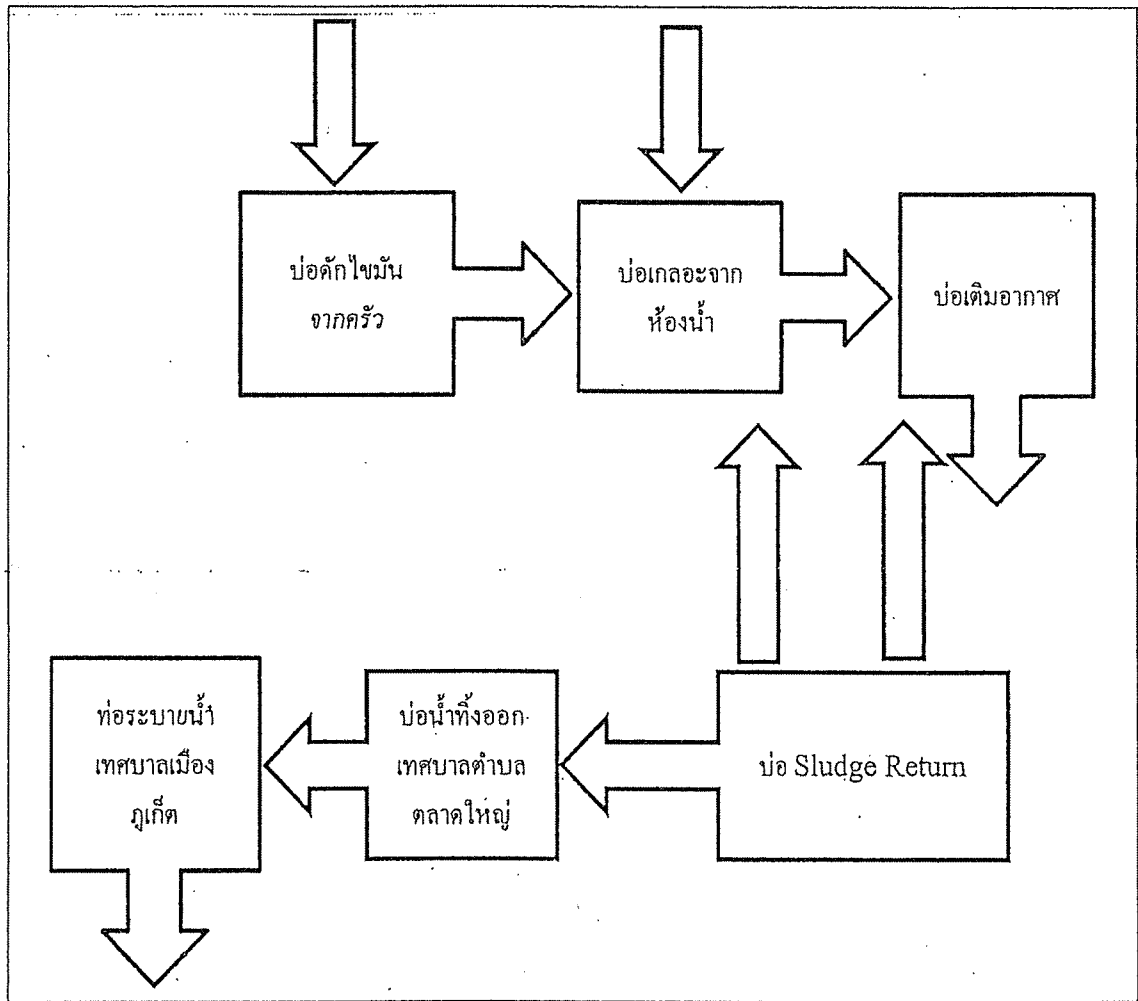 บ่อดักไขมัน
จากครัว
บ่อเกลอะจาก
ห้องน้ำ
บ่อเติมอากาศ
ท่อระบายน้ำ
เทศบาลเมือง
ภูเก็ต
บ่อน้ำทิ้งออก
เทศบาลตำบล
ตลาดใหญ่
บ่อ Sludge Return